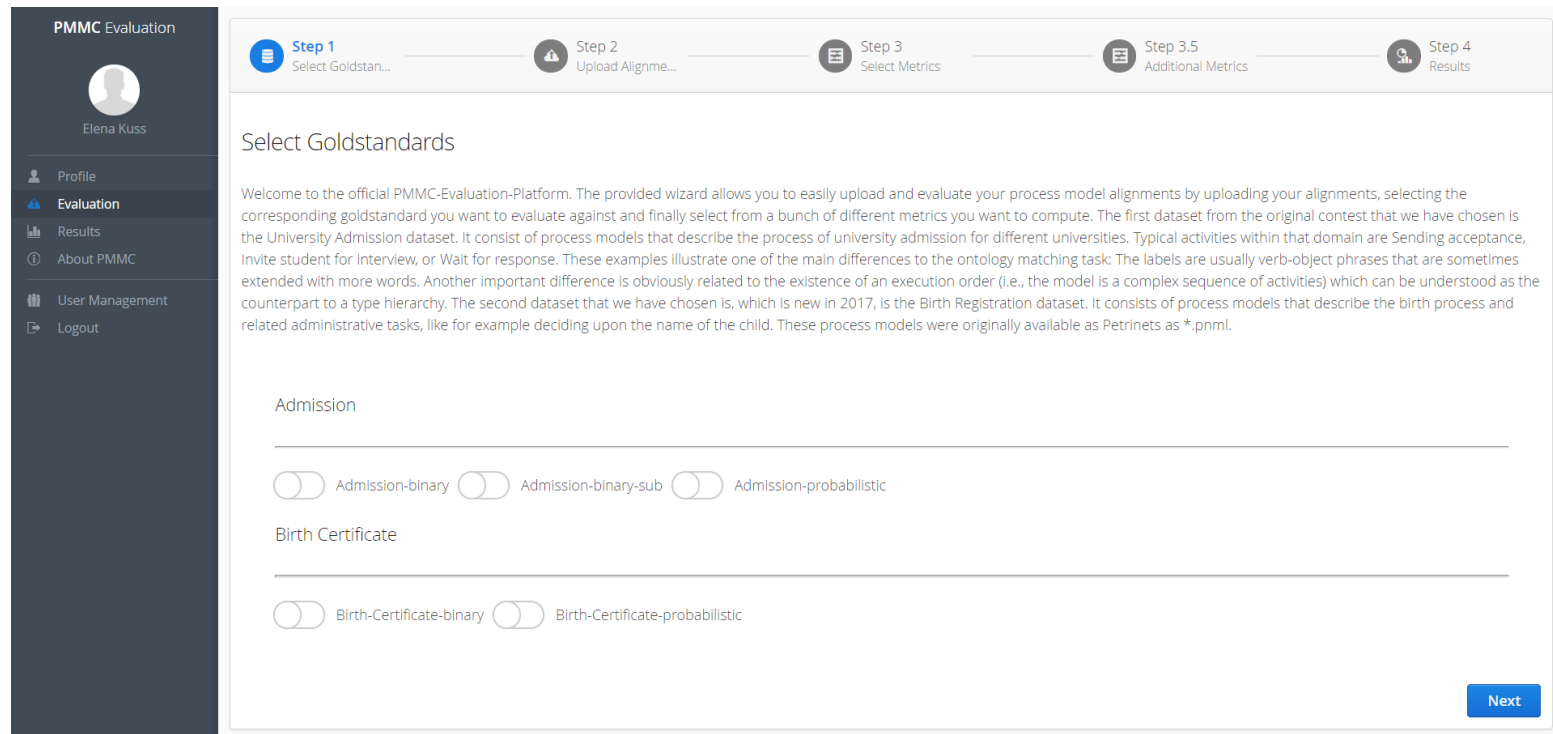 PMMC Evaluation
Elena Kuss
Profile
Evaluation
Results
About PMMC
User Management
Logout
Step 1
Select Goldstan...
Step 2
Upload Alignme...
Step 3
Select Metrics
Step 3.5
Additional Metrics
Step 4
Results
Select Goldstandards
Welcome to the official PMMC-Evaluation-Platform. The provided wizard allows you to easily upload and evaluate your process model alignments by uploading your alignments, selecting the
corresponding goldstandard you want to evaluate against and finally select from a bunch of different metrics you want to compute. The first dataset from the original contest that we have chosen is
the University Admission dataset. It consist of process models that describe the process of university admission for different universities. Typical activities within that domain are Sending acceptance,
Invite student for interview, or Wait for response. These examples illustrate one of the main differences to the ontology matching task: The labels are usually verb-object phrases that are sometimes
extended with more words. Another important difference is obviously related to the existence of an execution order (i.e., the model is a complex sequence of activities) which can be understood as the
counterpart to a type hierarchy. The second dataset that we have chosen is, which is new in 2017, is the Birth Registration dataset. It consists of process models that describe the birth process and
related administrative tasks, like for example deciding upon the name of the child. These process models were originally available as Petrinets as *.pnml.
Admission
Admission-binary Admission-binary-sub Admission-probabilistic
Birth Certificate
Birth-Certificate-binary Birth-Certificate-probabilistic
Next